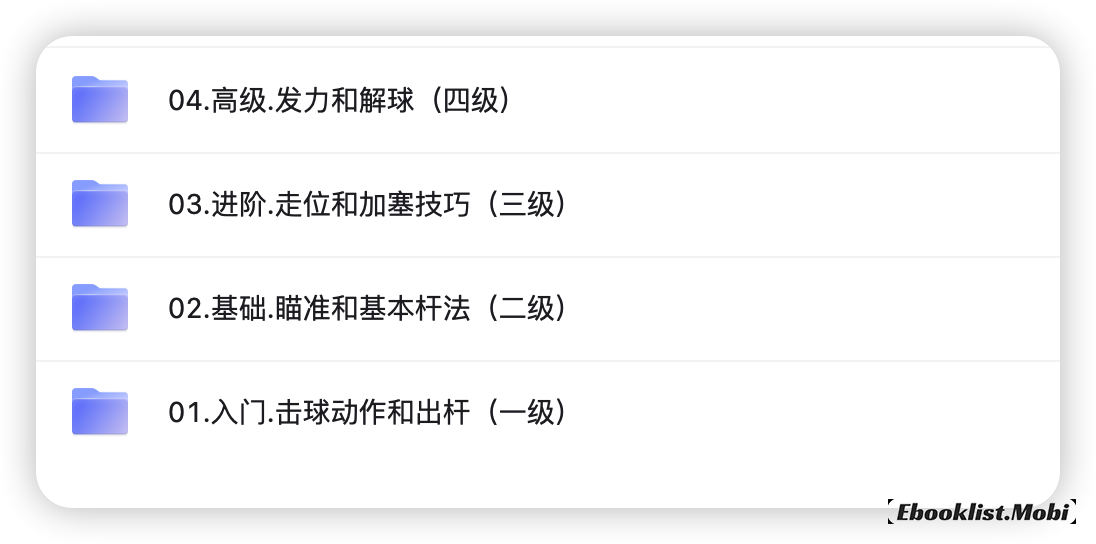 04.高级.发力和解球（四级）
03.进阶.走位和加塞技巧（三级）
02.基础.瞄准和基本杆法（二级）
01.入门.击球动作和出杆（一级）
Ebooklist.Mobi